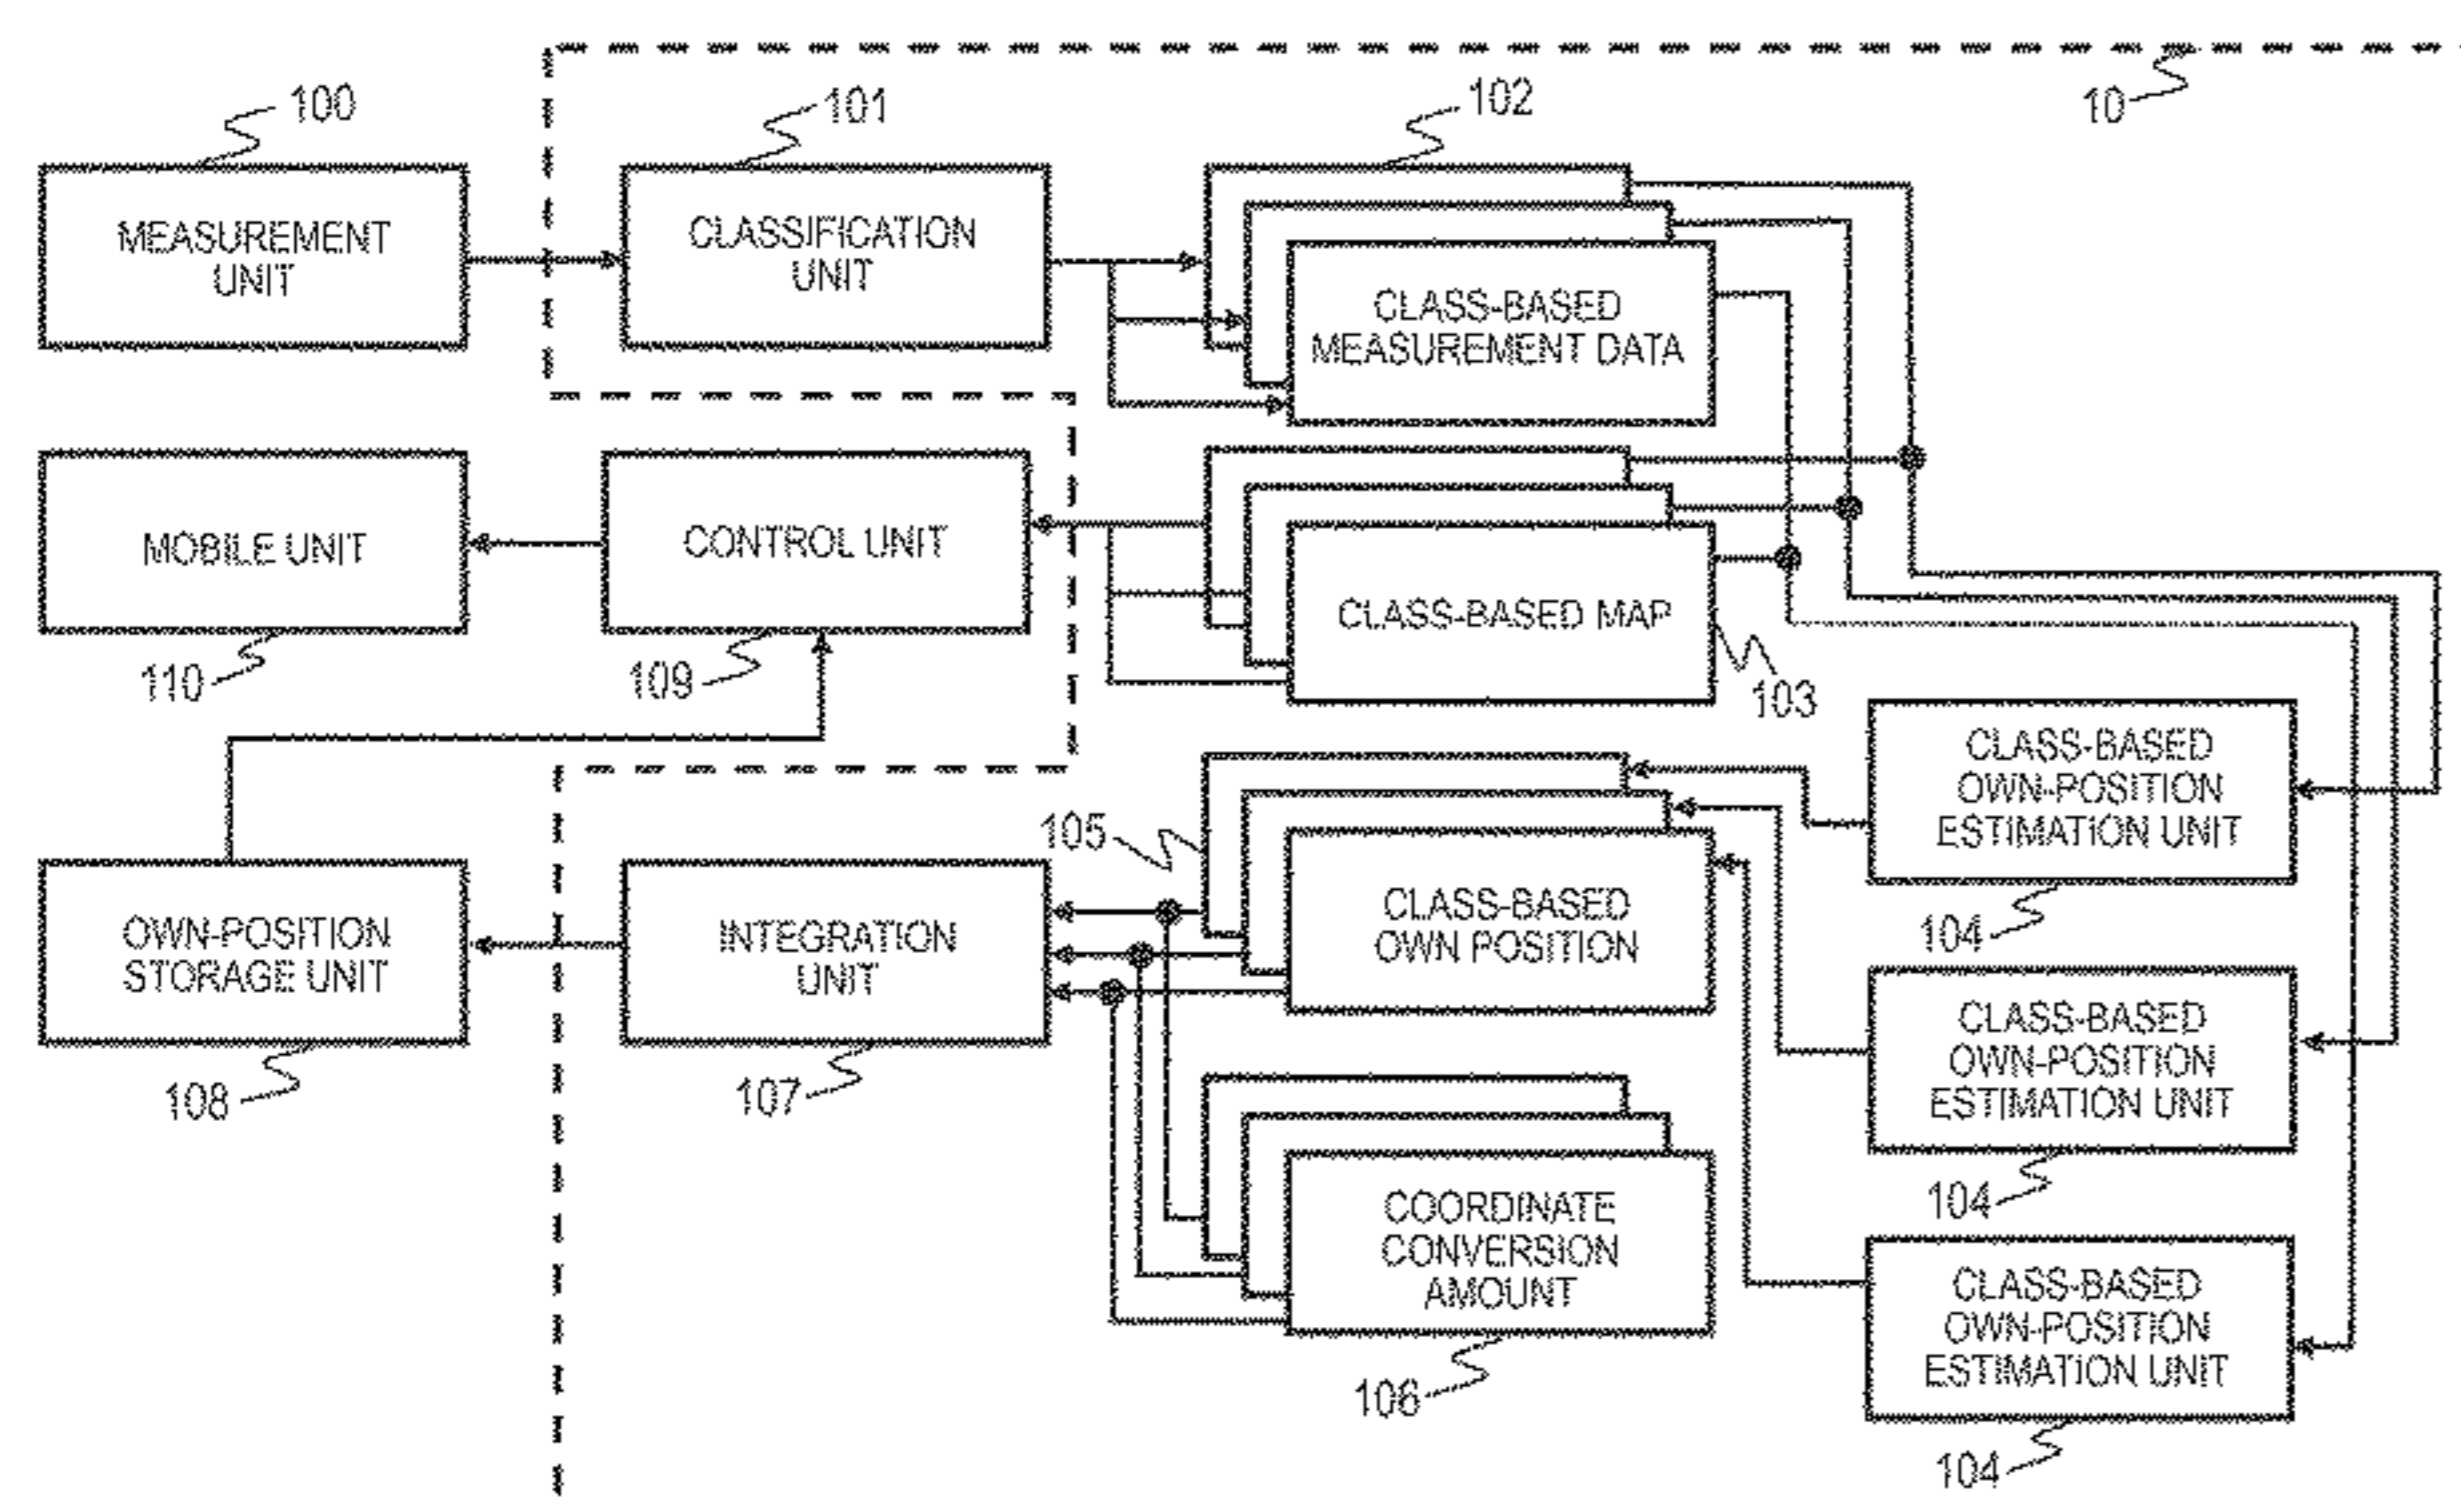 100
101
102
10
MEASUREMENT
UNIT
CLASSIFICATION
UNIT
CLASS-BASED
MEASUREMENT DATA
MOBILE UNIT
CONTROL UNIT
CLASS-BASED MAP
110
109
103
CLASS-BASED
OWN-POSITION
ESTIMATION UNIT
104
105
OWN-POSITION
STORAGE UNIT
INTEGRATION
UNIT
CLASS-BASED
OWN POSITION
108
107
CLASS-BASED
OWN-POSITION
ESTIMATION UNIT
104
COORDINATE
CONVERSION
AMOUNT
106
CLASS-BASED
OWN-POSITION
ESTIMATION UNIT
104